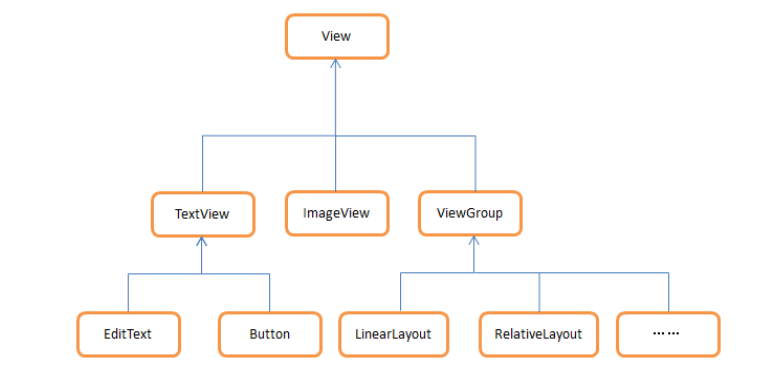 View
TextView
ImageView
ViewGroup
EditText
Button
LinearLayout
RelativeLayout
……